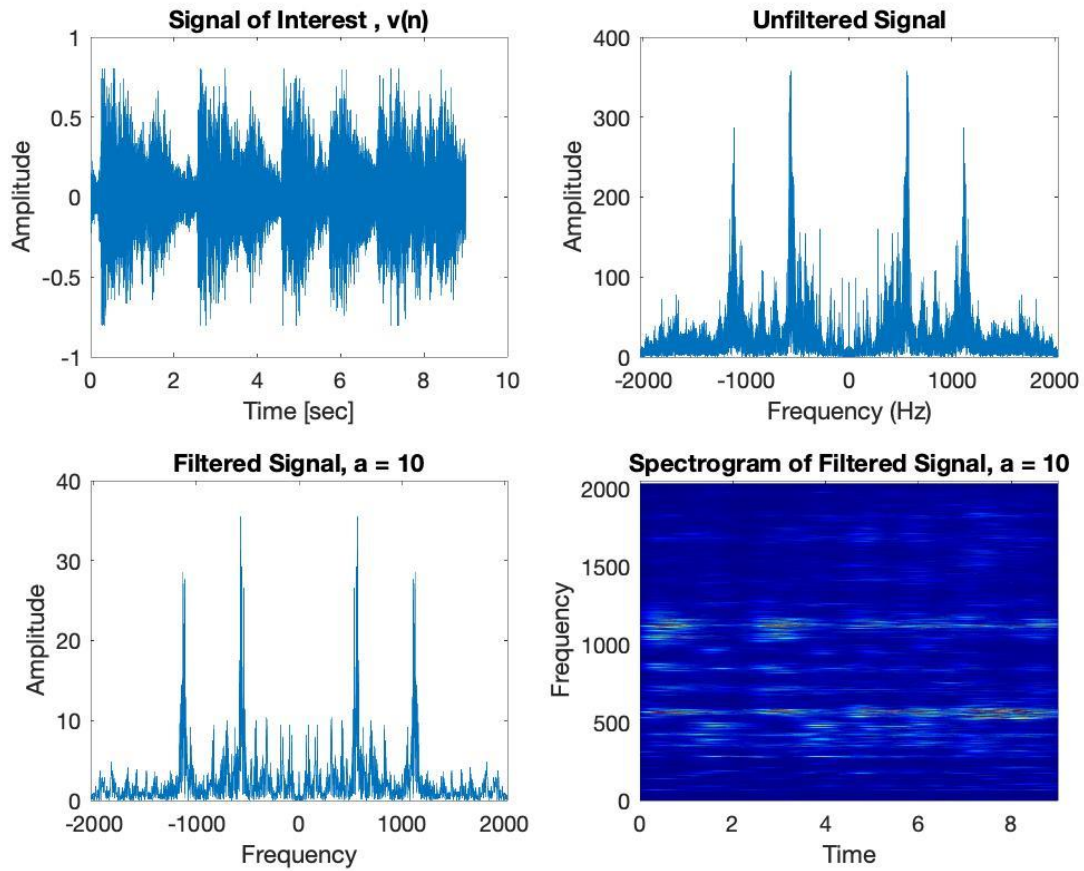 Signal of Interest , v(n)
1
0.5
0
-0.5
-1
Amplitude
0 2 4 6 8 10
Time [sec]
Unfiltered Signal
400
300
200
100
0
Amplitude
-2000 -1000 0 1000 2000
Frequency (Hz)
Filtered Signal, a = 10
40
30
20
10
0
Amplitude
-2000 -1000 0 1000 2000
Frequency
Spectrogram of Filtered Signal, a = 10
2000
1500
1000
500
0
Frequency
0 2 4 6 8
Time